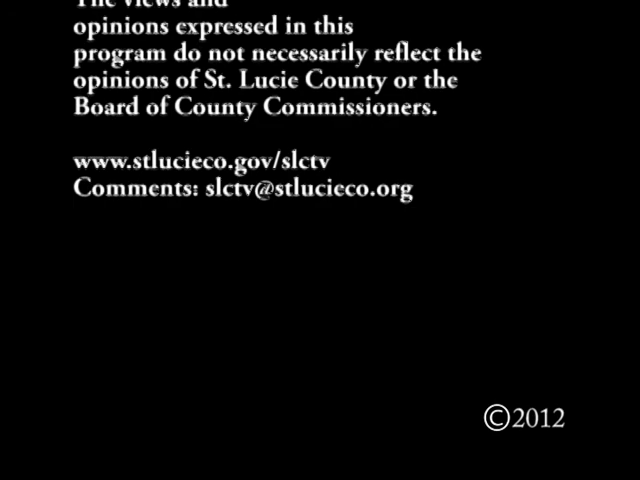 The views and
opinions expressed in this
program do not necessarily reflect the
opinions of St. Lucie County or the
Board of County Commissioners.
www.stlucieco.gov/slctv
Comments: slctv@stlucieco.org
©2012